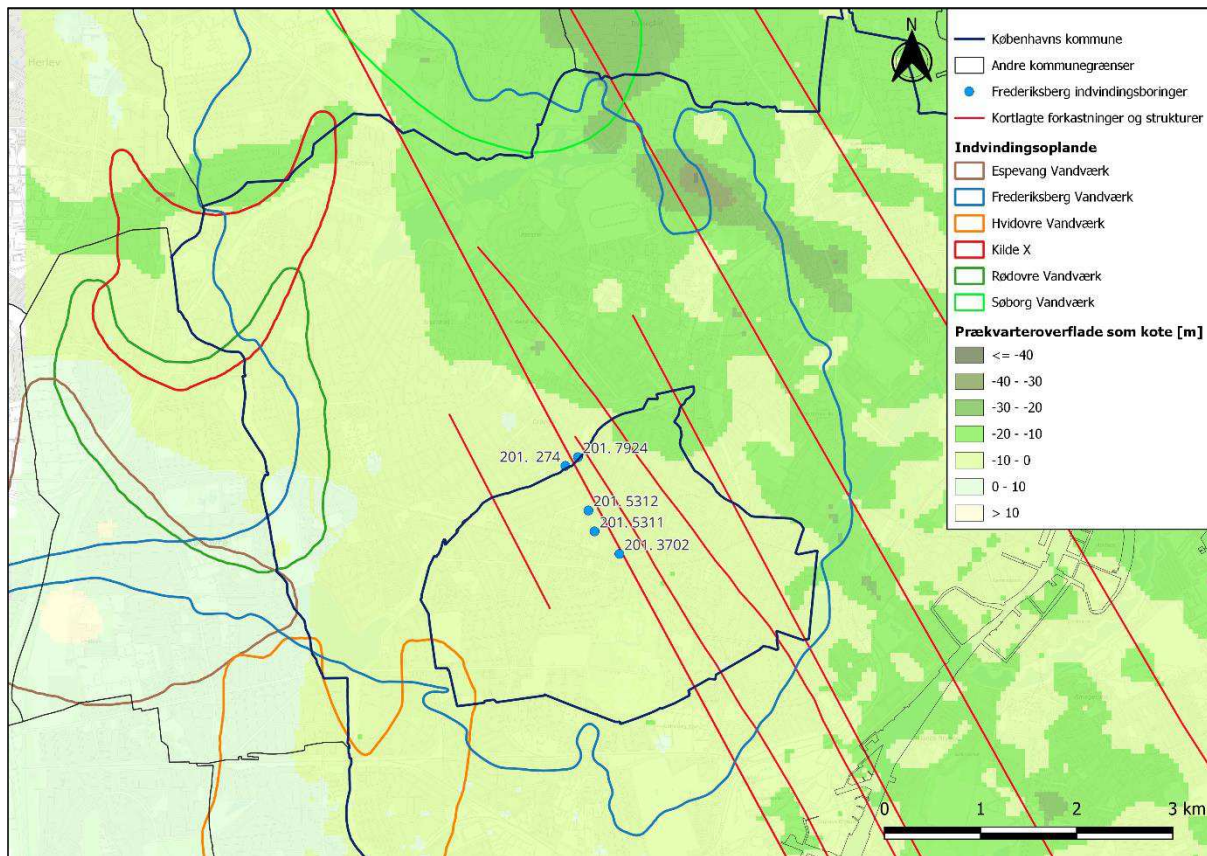 N
Københavns kommune
Andre kommunegrænser
Frederiksberg indvindingsboringer
Kortlagte forkastninger og strukturer
Indvindingsoplande
Espevang Vandværk
Frederiksberg Vandværk
Hvidovre Vandværk
Kilde X
Rødovre Vandværk
Søborg Vandværk
Prækvarteroverflade som kote [m]
<= -40
-40 - -30
-30 - -20
-20 - -10
-10 - 0
0 - 10
> 10
Herlev
201. 274
201. 7924
201. 5312
201. 5311
201. 3702
0 1 2 3 km